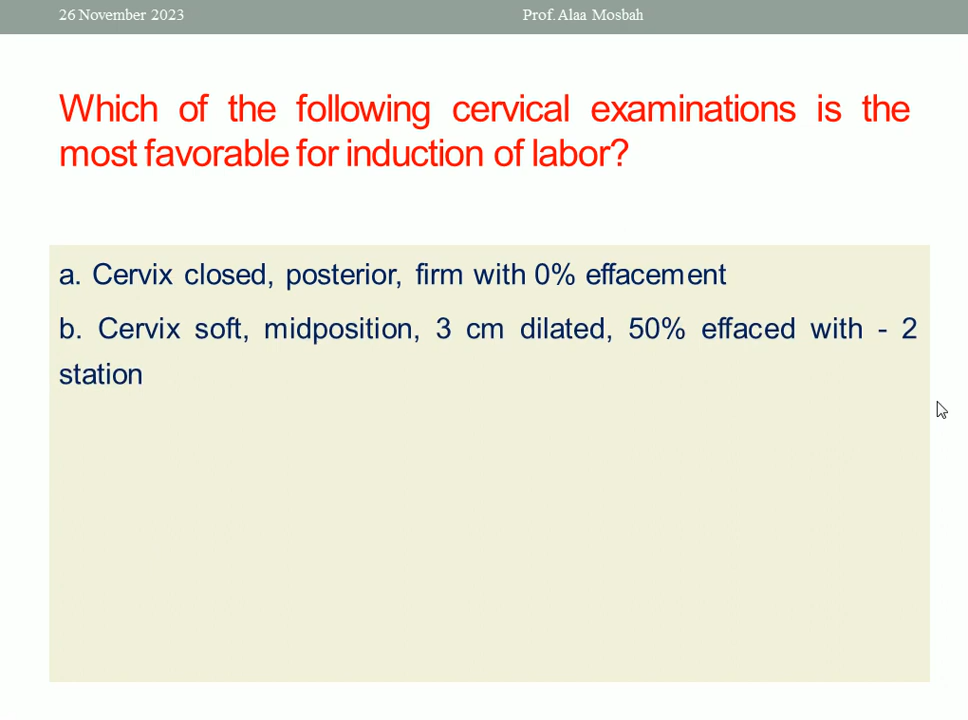 26 November 2023 Prof. Alaa Mosbah
Which of the following cervical examinations is the
most favorable for induction of labor?
a. Cervix closed, posterior, firm with 0% effacement
b. Cervix soft, midposition, 3 cm dilated, 50% effaced with - 2
station